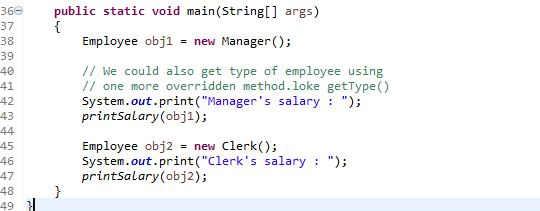 36 public static void main(String[] args)
37 {
38 Employee obj1 = new Manager();
39
40 // We could also get type of employee using
41 // one more overridden method.loke getType()
42 System.out.print("Manager's salary : ");
43 printSalary(obj1);
44
45 Employee obj2 = new Clerk();
46 System.out.print("Clerk's salary : ");
47 printSalary(obj2);
48 }
49 }